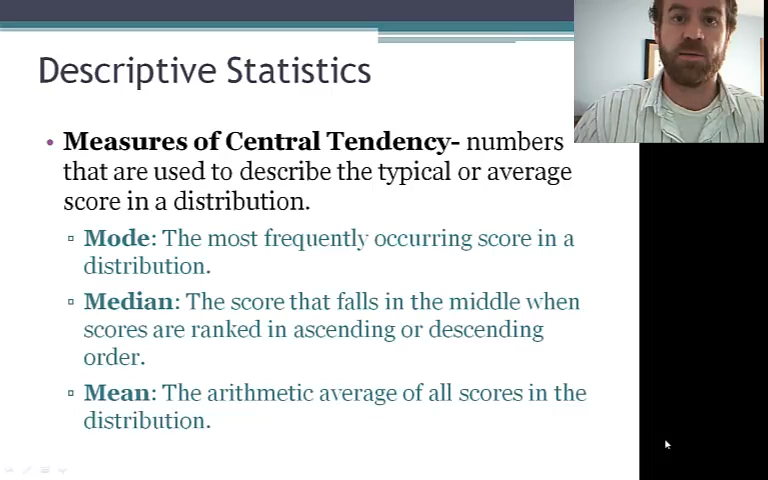 Descriptive Statistics
• Measures of Central Tendency- numbers
that are used to describe the typical or average
score in a distribution.
▫ Mode: The most frequently occurring score in a
distribution.
▫ Median: The score that falls in the middle when
scores are ranked in ascending or descending
order.
▫ Mean: The arithmetic average of all scores in the
distribution.